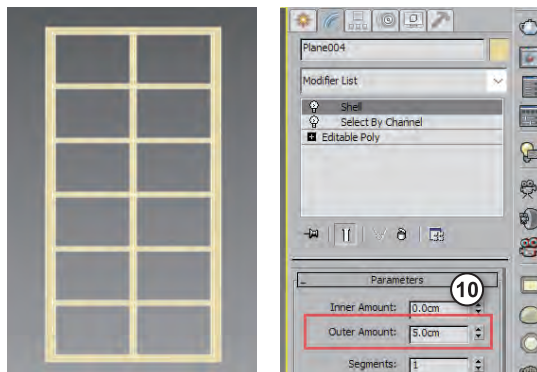 Plane004
Modifier List
Shell
Select By Channel
Editable Poly
- Parameters
10
Inner Amount: 0.0cm
Outer Amount: 5.0cm
Segments: 1